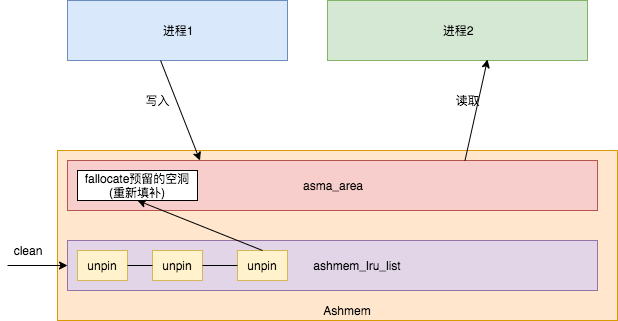 进程1
进程2
写入
读取
fallocate预留的空洞
(重新填补)
asma_area
clean
unpin
unpin
unpin
ashmem_lru_list
Ashmem